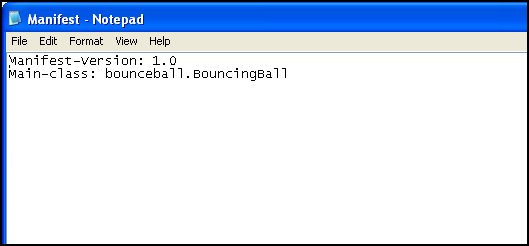 Manifest - Notepad
File Edit Format View Help
Manifest-Version: 1.0
Main-class: bounceball.BouncingBall